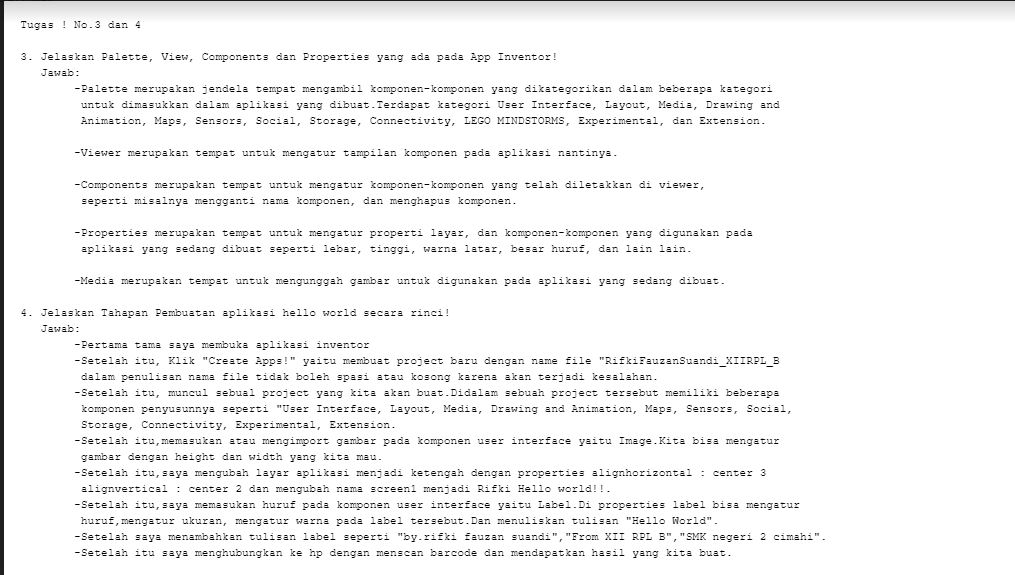 Tugas ! No.3 dan 4
3. Jelaskan Palette, View, Components dan Properties yang ada pada App Inventor!
Jawab:
-Palette merupakan jendela tempat mengambil komponen-komponen yang dikategorikan dalam beberapa kategori
untuk dimasukkan dalam aplikasi yang dibuat.Terdapat kategori User Interface, Layout, Media, Drawing and
Animation, Maps, Sensors, Social, Storage, Connectivity, LEGO MINDSTORMS, Experimental, dan Extension.
-Viewer merupakan tempat untuk mengatur tampilan komponen pada aplikasi nantinya.
-Components merupakan tempat untuk mengatur komponen-komponen yang telah diletakkan di viewer,
seperti misalnya mengganti nama komponen, dan menghapus komponen.
-Properties merupakan tempat untuk mengatur properti layar, dan komponen-komponen yang digunakan pada
aplikasi yang sedang dibuat seperti lebar, tinggi, warna latar, besar huruf, dan lain lain.
-Media merupakan tempat untuk mengunggah gambar untuk digunakan pada aplikasi yang sedang dibuat.
4. Jelaskan Tahapan Pembuatan aplikasi hello world secara rinci!
Jawab:
-Pertama tama saya membuka aplikasi inventor
-Setelah itu, Klik "Create Apps!" yaitu membuat project baru dengan name file "RifkiFauzanSuandi_XIIRPL_B
dalam penulisan nama file tidak boleh spasi atau kosong karena akan terjadi kesalahan.
-Setelah itu, muncul sebual project yang kita akan buat.Didalam sebuah project tersebut memiliki beberapa
komponen penyusunnya seperti "User Interface, Layout, Media, Drawing and Animation, Maps, Sensors, Social,
Storage, Connectivity, Experimental, Extension.
-Setelah itu,memasukan atau mengimport gambar pada komponen user interface yaitu Image.Kita bisa mengatur
gambar dengan height dan width yang kita mau.
-Setelah itu,saya mengubah layar aplikasi menjadi ketengah dengan properties alignhorizontal : center 3
alignvertical : center 2 dan mengubah nama screen1 menjadi Rifki Hello world!!.
-Setelah itu,saya memasukan huruf pada komponen user interface yaitu Label.Di properties label bisa mengatur
huruf,mengatur ukuran, mengatur warna pada label tersebut.Dan menuliskan tulisan "Hello World".
-Setelah saya menambahkan tulisan label seperti "by.rifki fauzan suandi","From XII RPL B","SMK negeri 2 cimahi".
-Setelah itu saya menghubungkan ke hp dengan menscan barcode dan mendapatkan hasil yang kita buat.